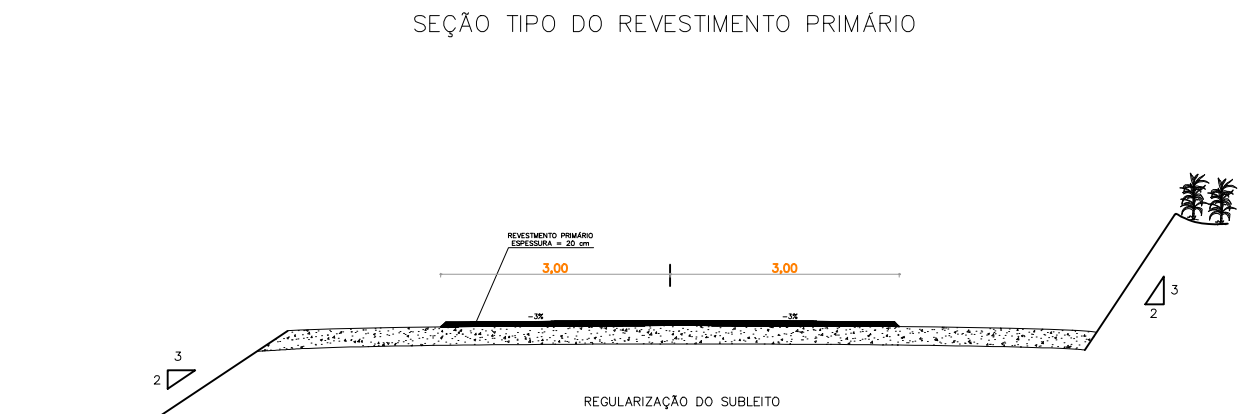 SEÇÃO TIPO DO REVESTIMENTO PRIMÁRIO
REVESTMENTO PRIMÁRIO
ESPESSURA = 20 cm
3,00
3,00
-3%
-3%
3
2
3
2
REGULARIZAÇÃO DO SUBLEITO